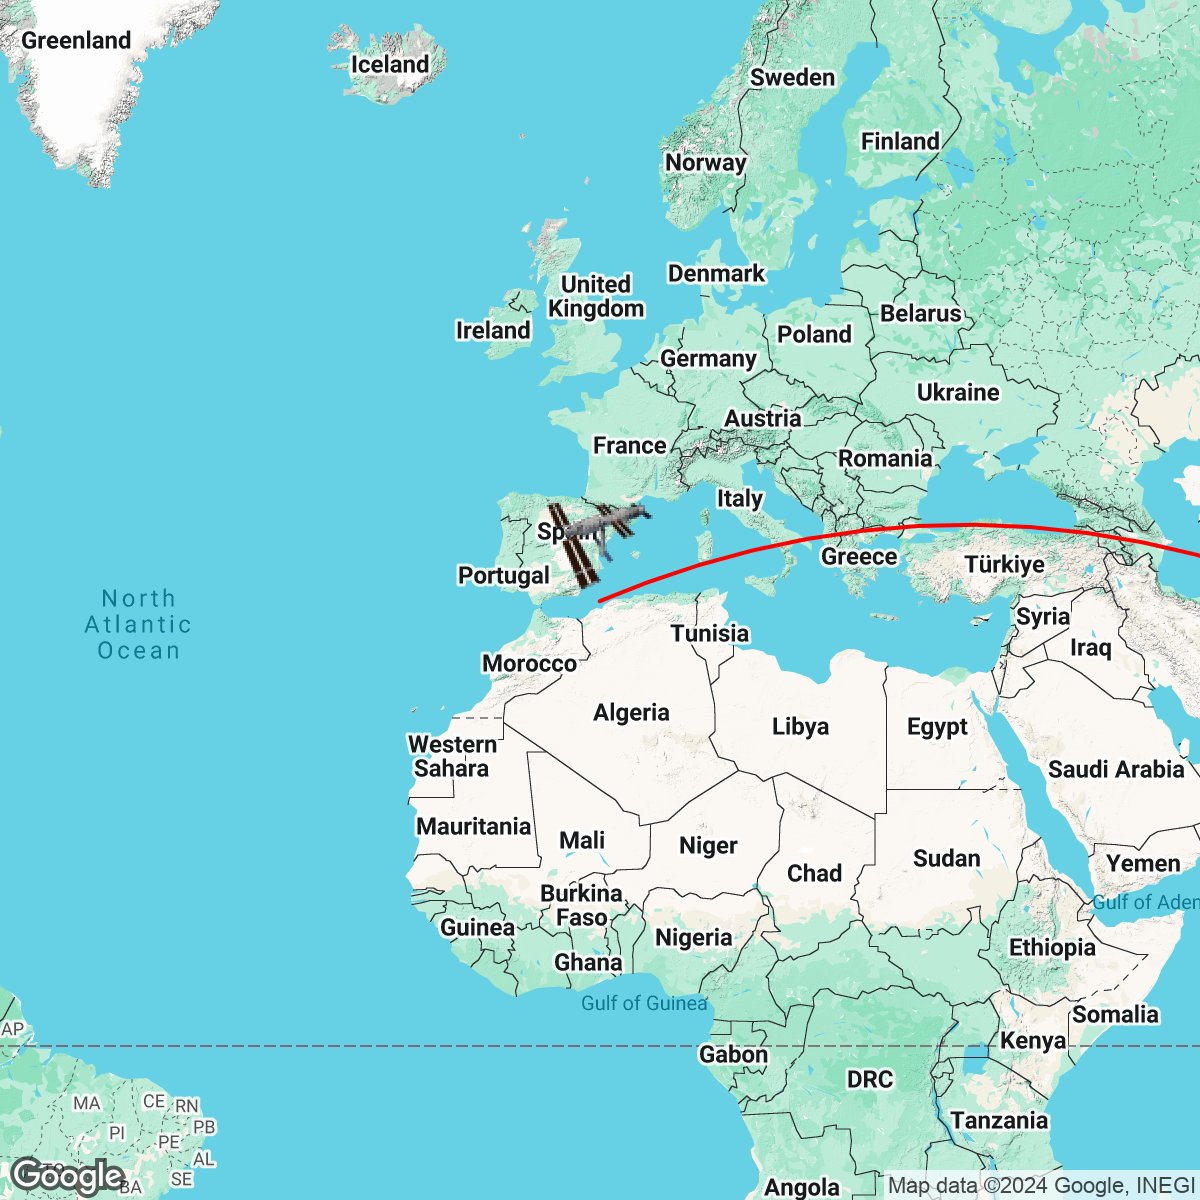 Greenland
Iceland
Sweden
Finland
Norway
Denmark
United
Kingdom
Ireland
Belarus
Poland
Germany
Ukraine
Austria
France
Romania
Italy
Spain
Portugal
Greece
Türkiye
North
Atlantic
Ocean
Syria
Iraq
Tunisia
Morocco
Algeria
Libya
Egypt
Western
Sahara
Saudi Arabia
Mauritania
Mali
Niger
Chad
Sudan
Yemen
Burkina
Faso
Gulf of Aden
Guinea
Nigeria
Ethiopia
Ghana
Gulf of Guinea
Somalia
AP
Kenya
Gabon
DRC
MA
CE
RN
PI
PE
PB
Tanzania
AL
TO
SE
BA
Google
Angola
Map data ©2024 Google, INEGI